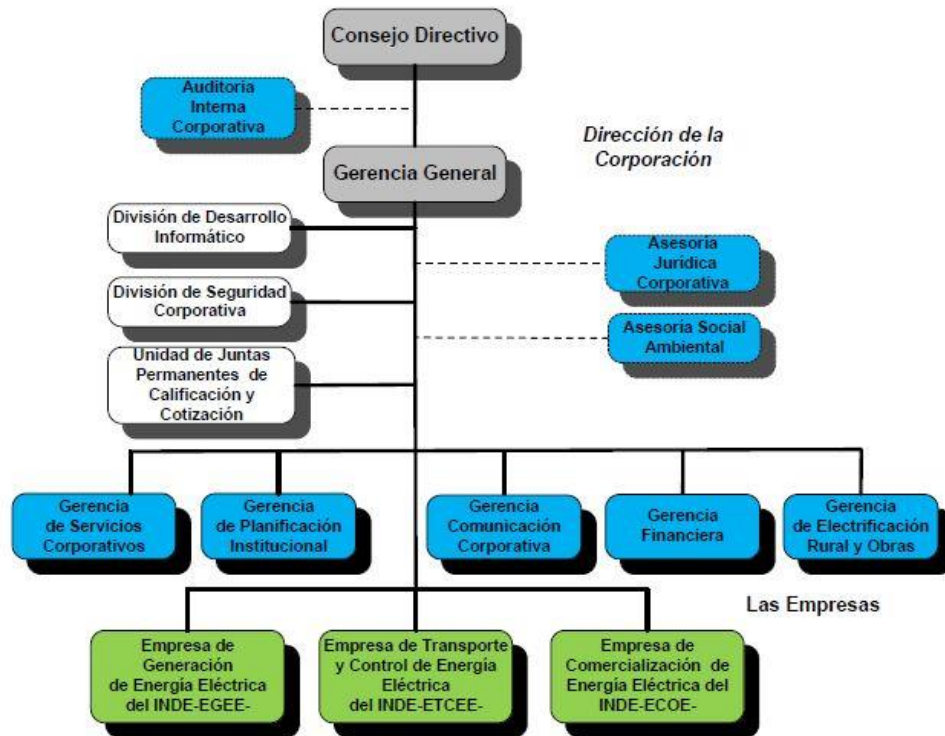 Consejo Directivo
Auditoria
Interna
Corporativa
Dirección de la
Corporación
Gerencia General
División de Desarrollo
Informático
Asesoría
Jurídica
Corporativa
División de Seguridad
Corporativa
Asesoría Social
Ambiental
Unidad de Juntas
Permanentes de
Calificación y
Cotización
Gerencia
de Servicios
Corporativos
Gerencia
de Planificación
Institucional
Gerencia
Comunicación
Corporativa
Gerencia
Financiera
Gerencia
de Electrificación
Rural y Obras
Las Empresas
Empresa de
Generación
de Energía Eléctrica
del INDE-EGEE-
Empresa de Transporte
y Control de Energía
Eléctrica
del INDE-ETCEE-
Empresa de
Comercialización de
Energía Eléctrica del
INDE-ECOE-